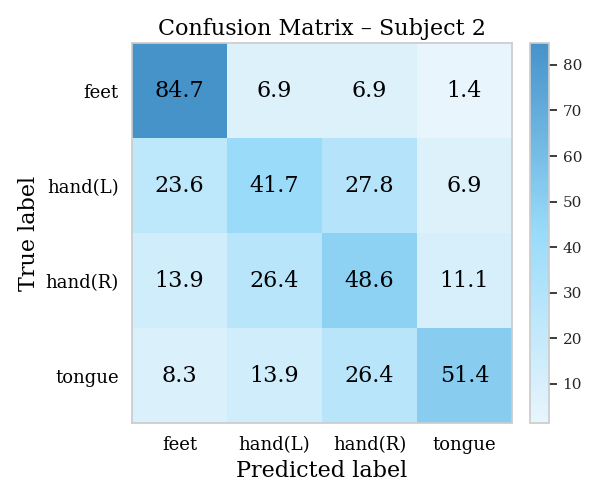 Confusion Matrix – Subject 2
feet 84.7 6.9 6.9 1.4
hand(L) 23.6 41.7 27.8 6.9
hand(R) 13.9 26.4 48.6 11.1
tongue 8.3 13.9 26.4 51.4
feet hand(L) hand(R) tongue
Predicted label
True label
80
70
60
50
40
30
20
10